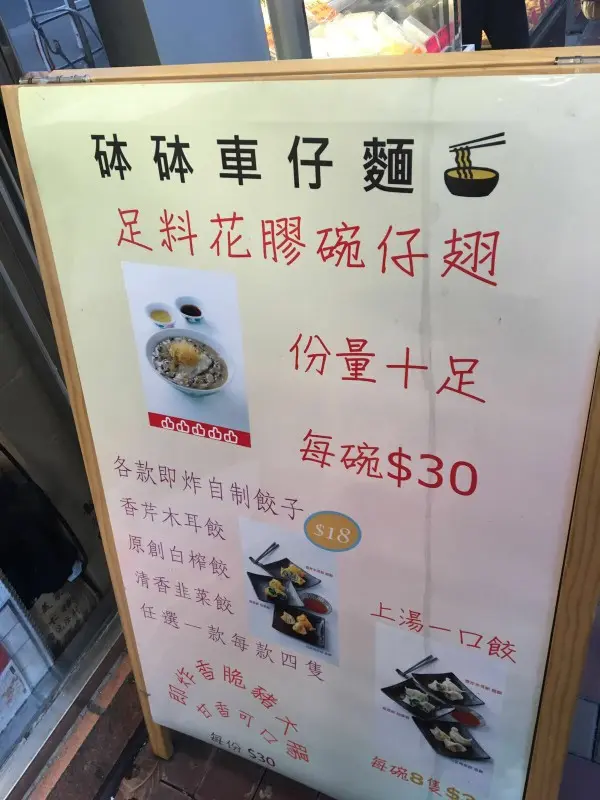 砵砵車仔麵
足料花膠碗仔翅
份量十足
每碗$30
各款即炸自制餃子
$18
香芹木耳餃
原創白榨餃
清香韭菜餃
任選一款每款四隻
上湯一口餃
炸香脆豬大
香可口
每份 $30
每碗8隻$